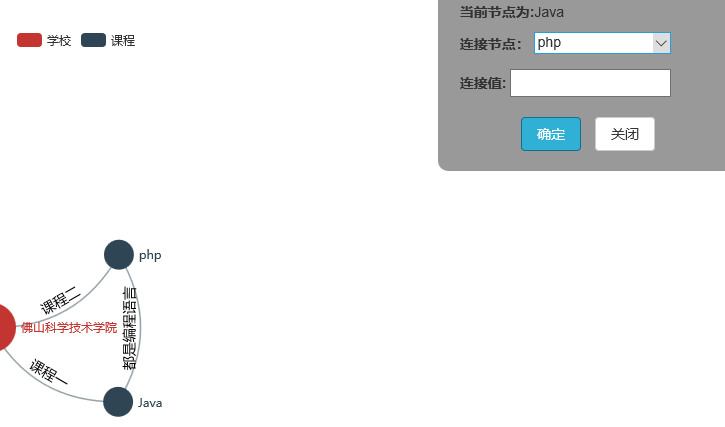 当前节点为:Java
学校 课程
连接节点： php
连接值:
确定 关闭
php
课程二
都是编程语言
佛山科学技术学院
课程一
Java